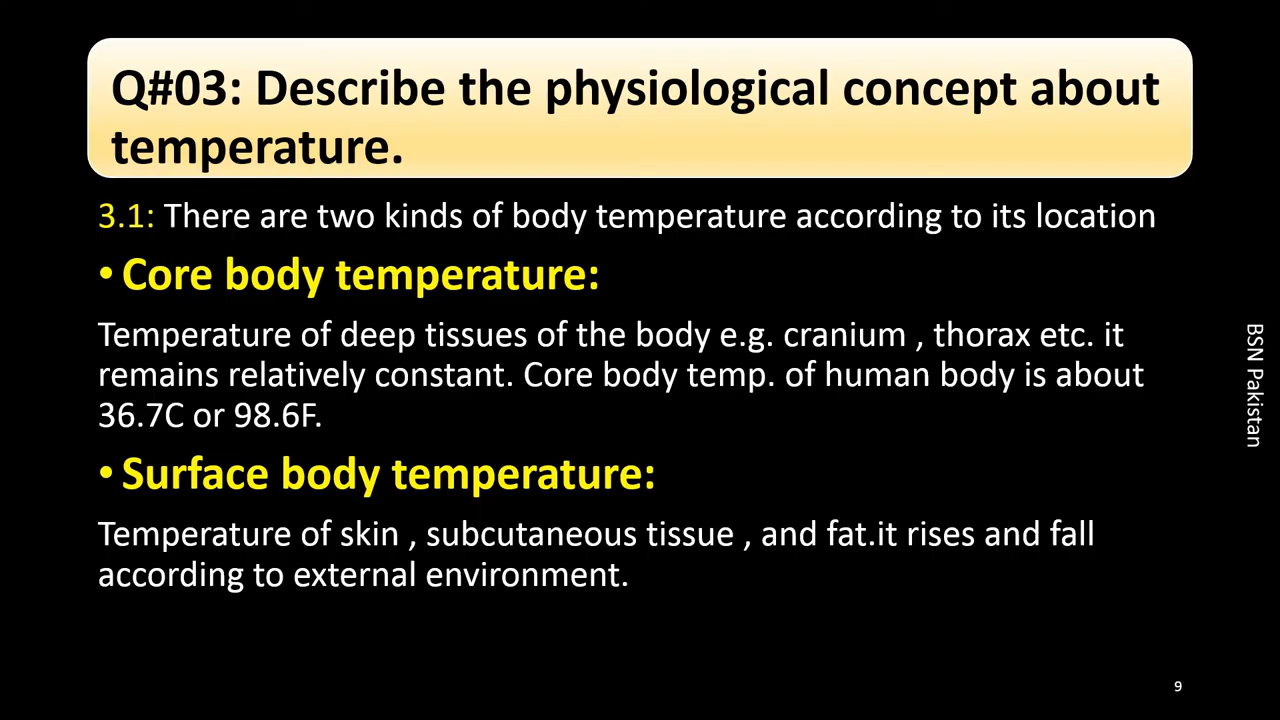 Q#03: Describe the physiological concept about
temperature.
3.1: There are two kinds of body temperature according to its location
• Core body temperature:
Temperature of deep tissues of the body e.g. cranium , thorax etc. it
remains relatively constant. Core body temp. of human body is about
36.7C or 98.6F.
• Surface body temperature:
Temperature of skin , subcutaneous tissue , and fat.it rises and fall
according to external environment.
BSN Pakistan
9